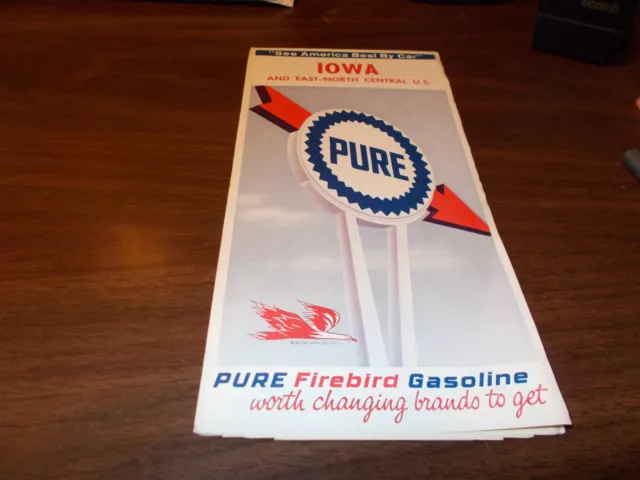 scotch
"See America Best By Car"
IOWA
AND EAST-NORTH CENTRAL U.S.
PURE
PURE Firebird Gasoline
worth changing brands to get